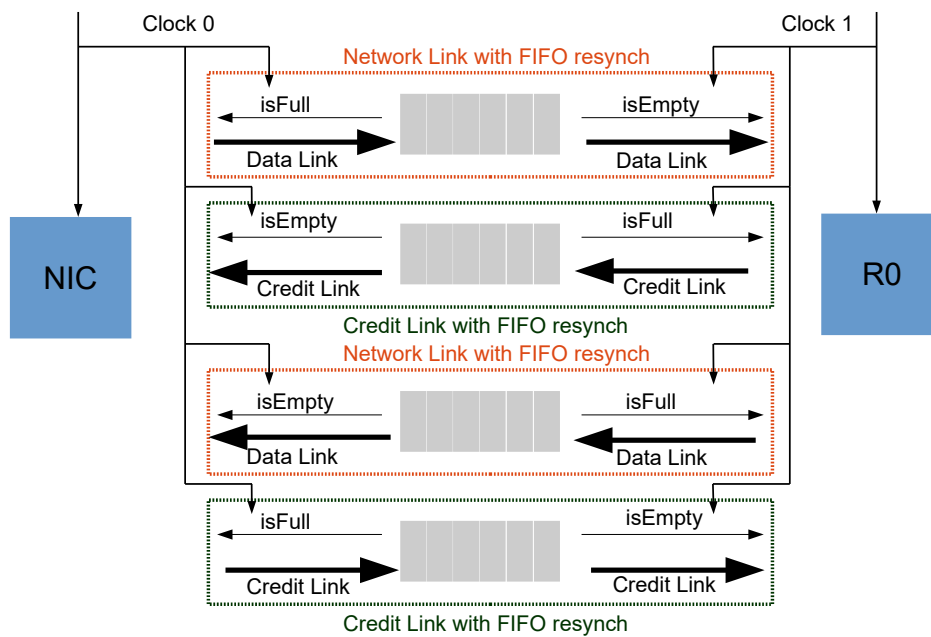 Clock 0
Clock 1
Network Link with FIFO resynch
isFull
isEmpty
Data Link
Data Link
isEmpty
isFull
Credit Link
Credit Link
NIC
R0
Credit Link with FIFO resynch
Network Link with FIFO resynch
isEmpty
isFull
Data Link
Data Link
isFull
isEmpty
Credit Link
Credit Link
Credit Link with FIFO resynch